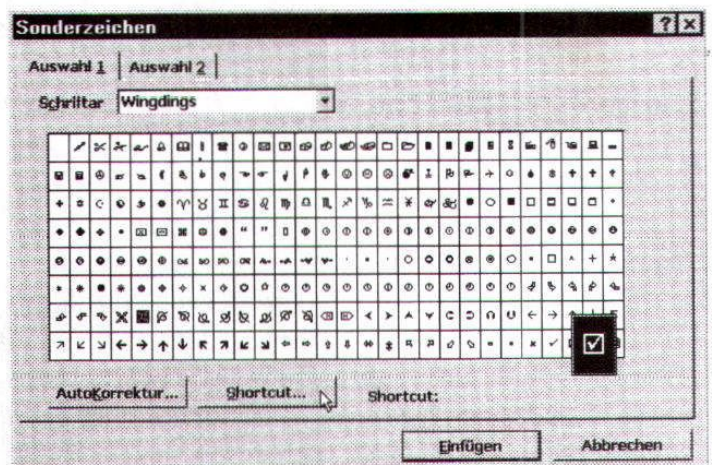 Sonderzeichen
Auswahl 1 Auswahl 2
Schriftar Wingdings
AutoKorrektur... Shortcut... Shortcut:
Einfügen Abbrechen